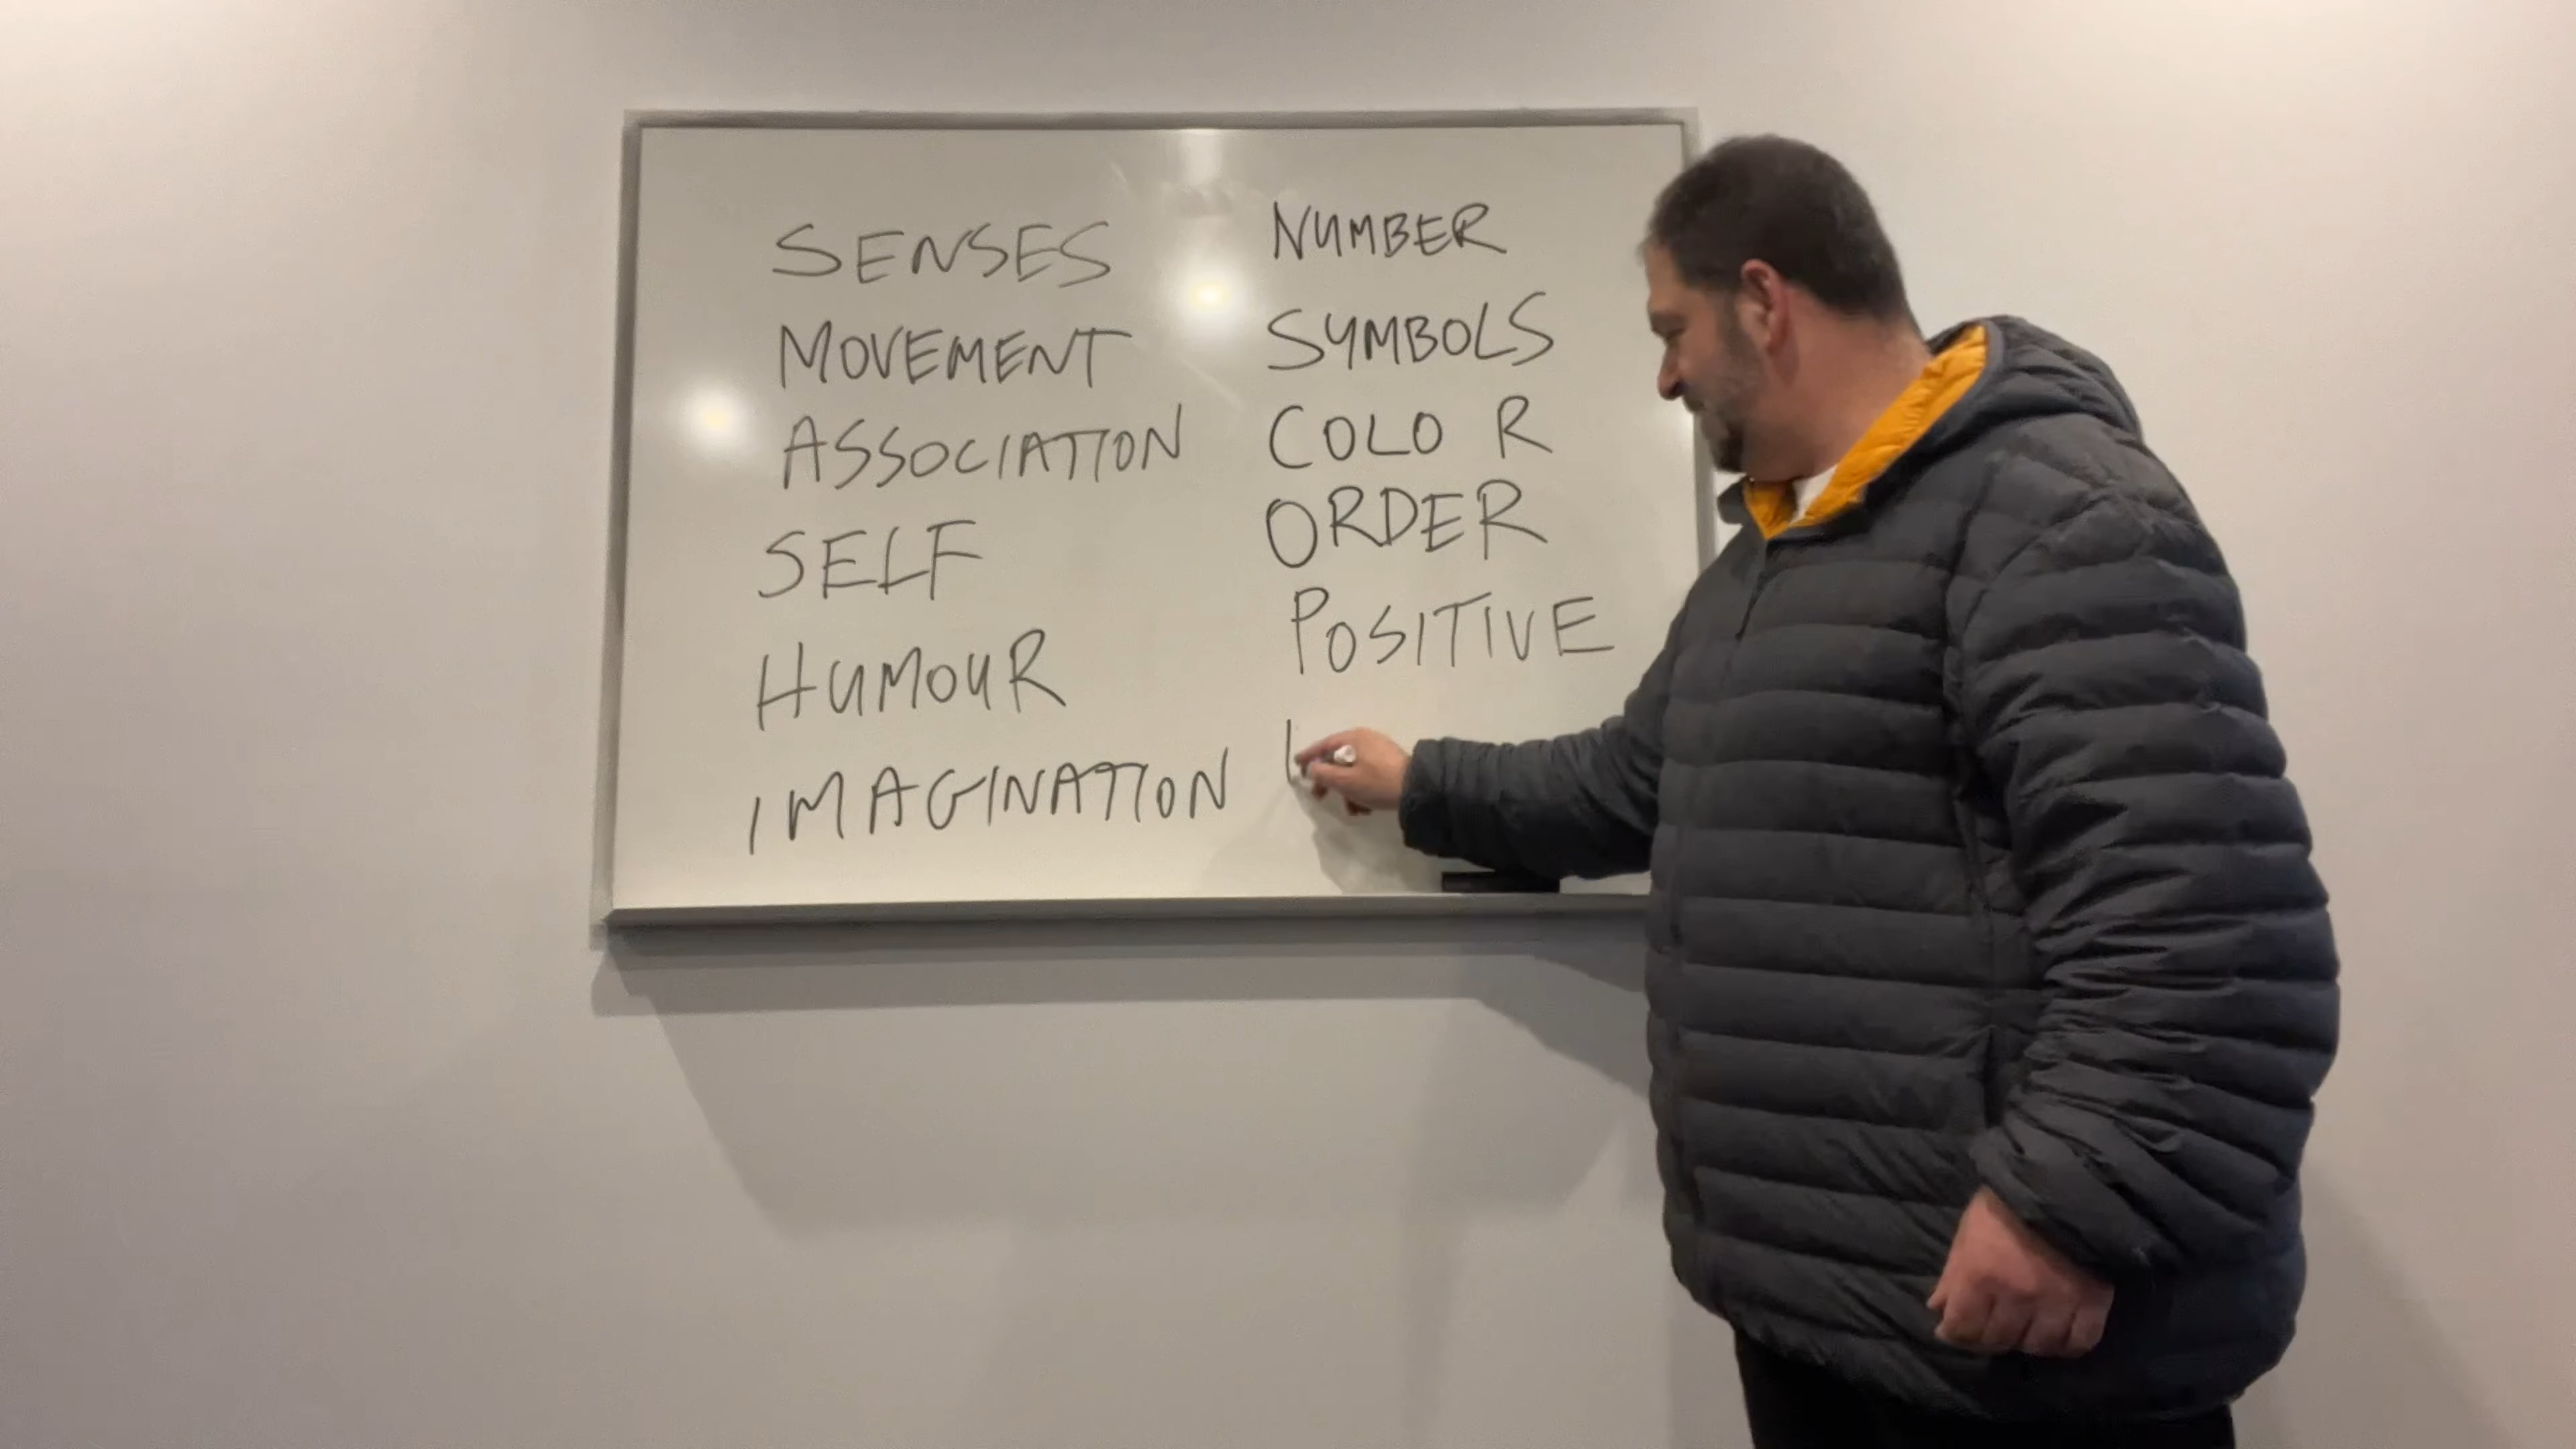 SENSES
MOVEMENT
ASSOCIATION
SELF
HUMOUR
IMAGINATION
NUMBER
SYMBOLS
COLO R
ORDER
POSITIVE